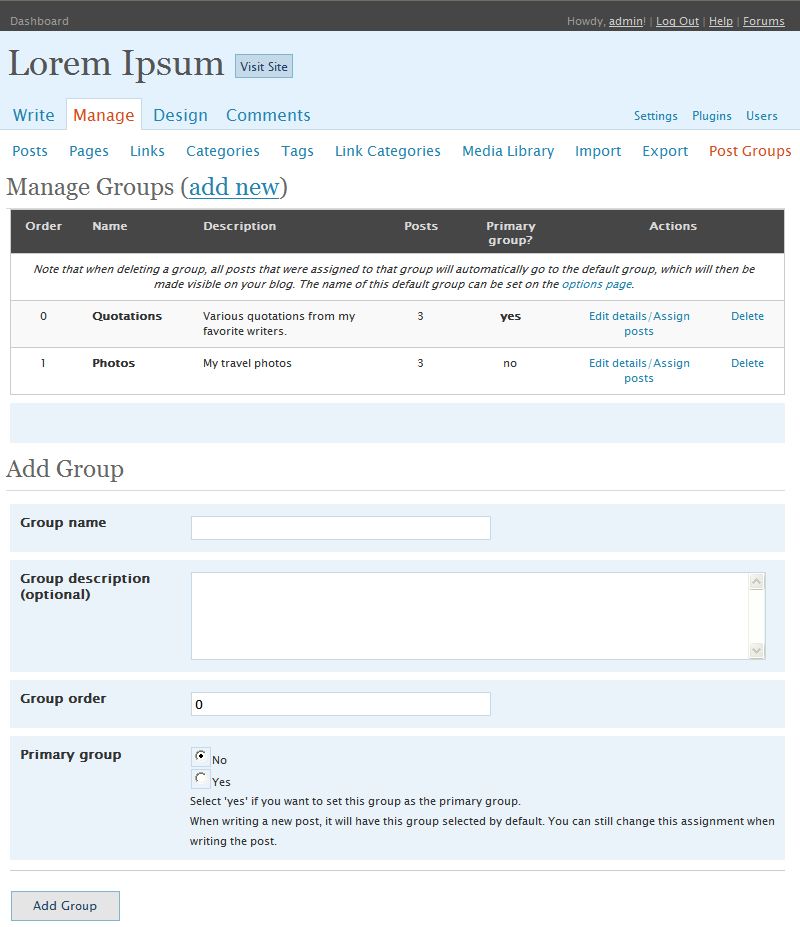 Dashboard Howdy, admin! | Log Out | Help | Forums
Lorem Ipsum Visit Site
Write Manage Design Comments Settings Plugins Users
Posts Pages Links Categories Tags Link Categories Media Library Import Export Post Groups
Manage Groups (add new)
Order Name Description Posts Primary group? Actions
Note that when deleting a group, all posts that were assigned to that group will automatically go to the default group, which will then be
made visible on your blog. The name of this default group can be set on the options page.
0 Quotations Various quotations from my 3 yes Edit details/Assign Delete
favorite writers. posts
1 Photos My travel photos 3 no Edit details/Assign Delete
posts
Add Group
Group name
Group description
(optional)
Group order 0
Primary group No
Yes
Select 'yes' if you want to set this group as the primary group.
When writing a new post, it will have this group selected by default. You can still change this assignment when
writing the post.
Add Group